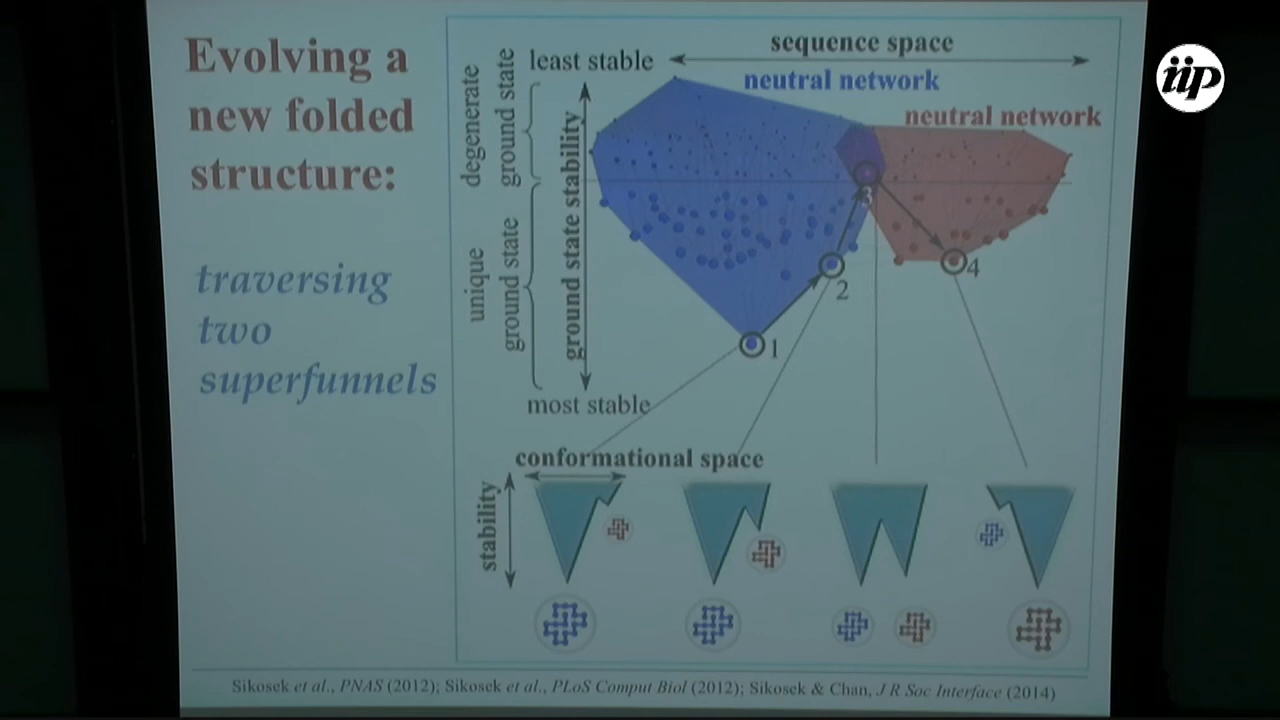 Evolving a
new folded
structure:
traversing
two
superfunnels
sequence space
least stable
neutral network
neutral network
degenerate
ground state
unique
ground state
ground state stability
3
2
4
1
most stable
conformational space
stability
Sikosek et al., PNAS (2012); Sikosek et al., PLoS Comput Biol (2012); Sikosek & Chan, J R Soc Interface (2014)
iip